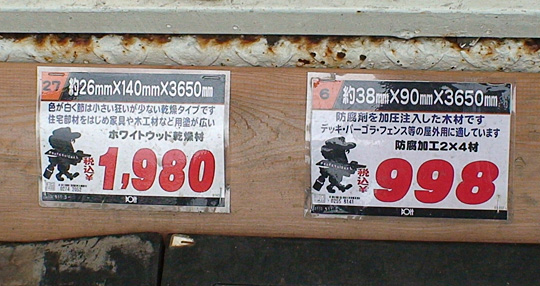 27
約26mm×140mm×3650mm
色が白く節は小さい狂いが少ない乾燥タイプです
住宅部材をはじめ家具や木工材など用塗が広い
ホワイトウッド乾燥材
税込¥
1,980
6
約38mm×90mm×3650mm
防腐剤を加圧注入した木材です
デッキ・パーゴラ・フェンス等の屋外用に適しています
防腐加工2×4材
税込¥
998